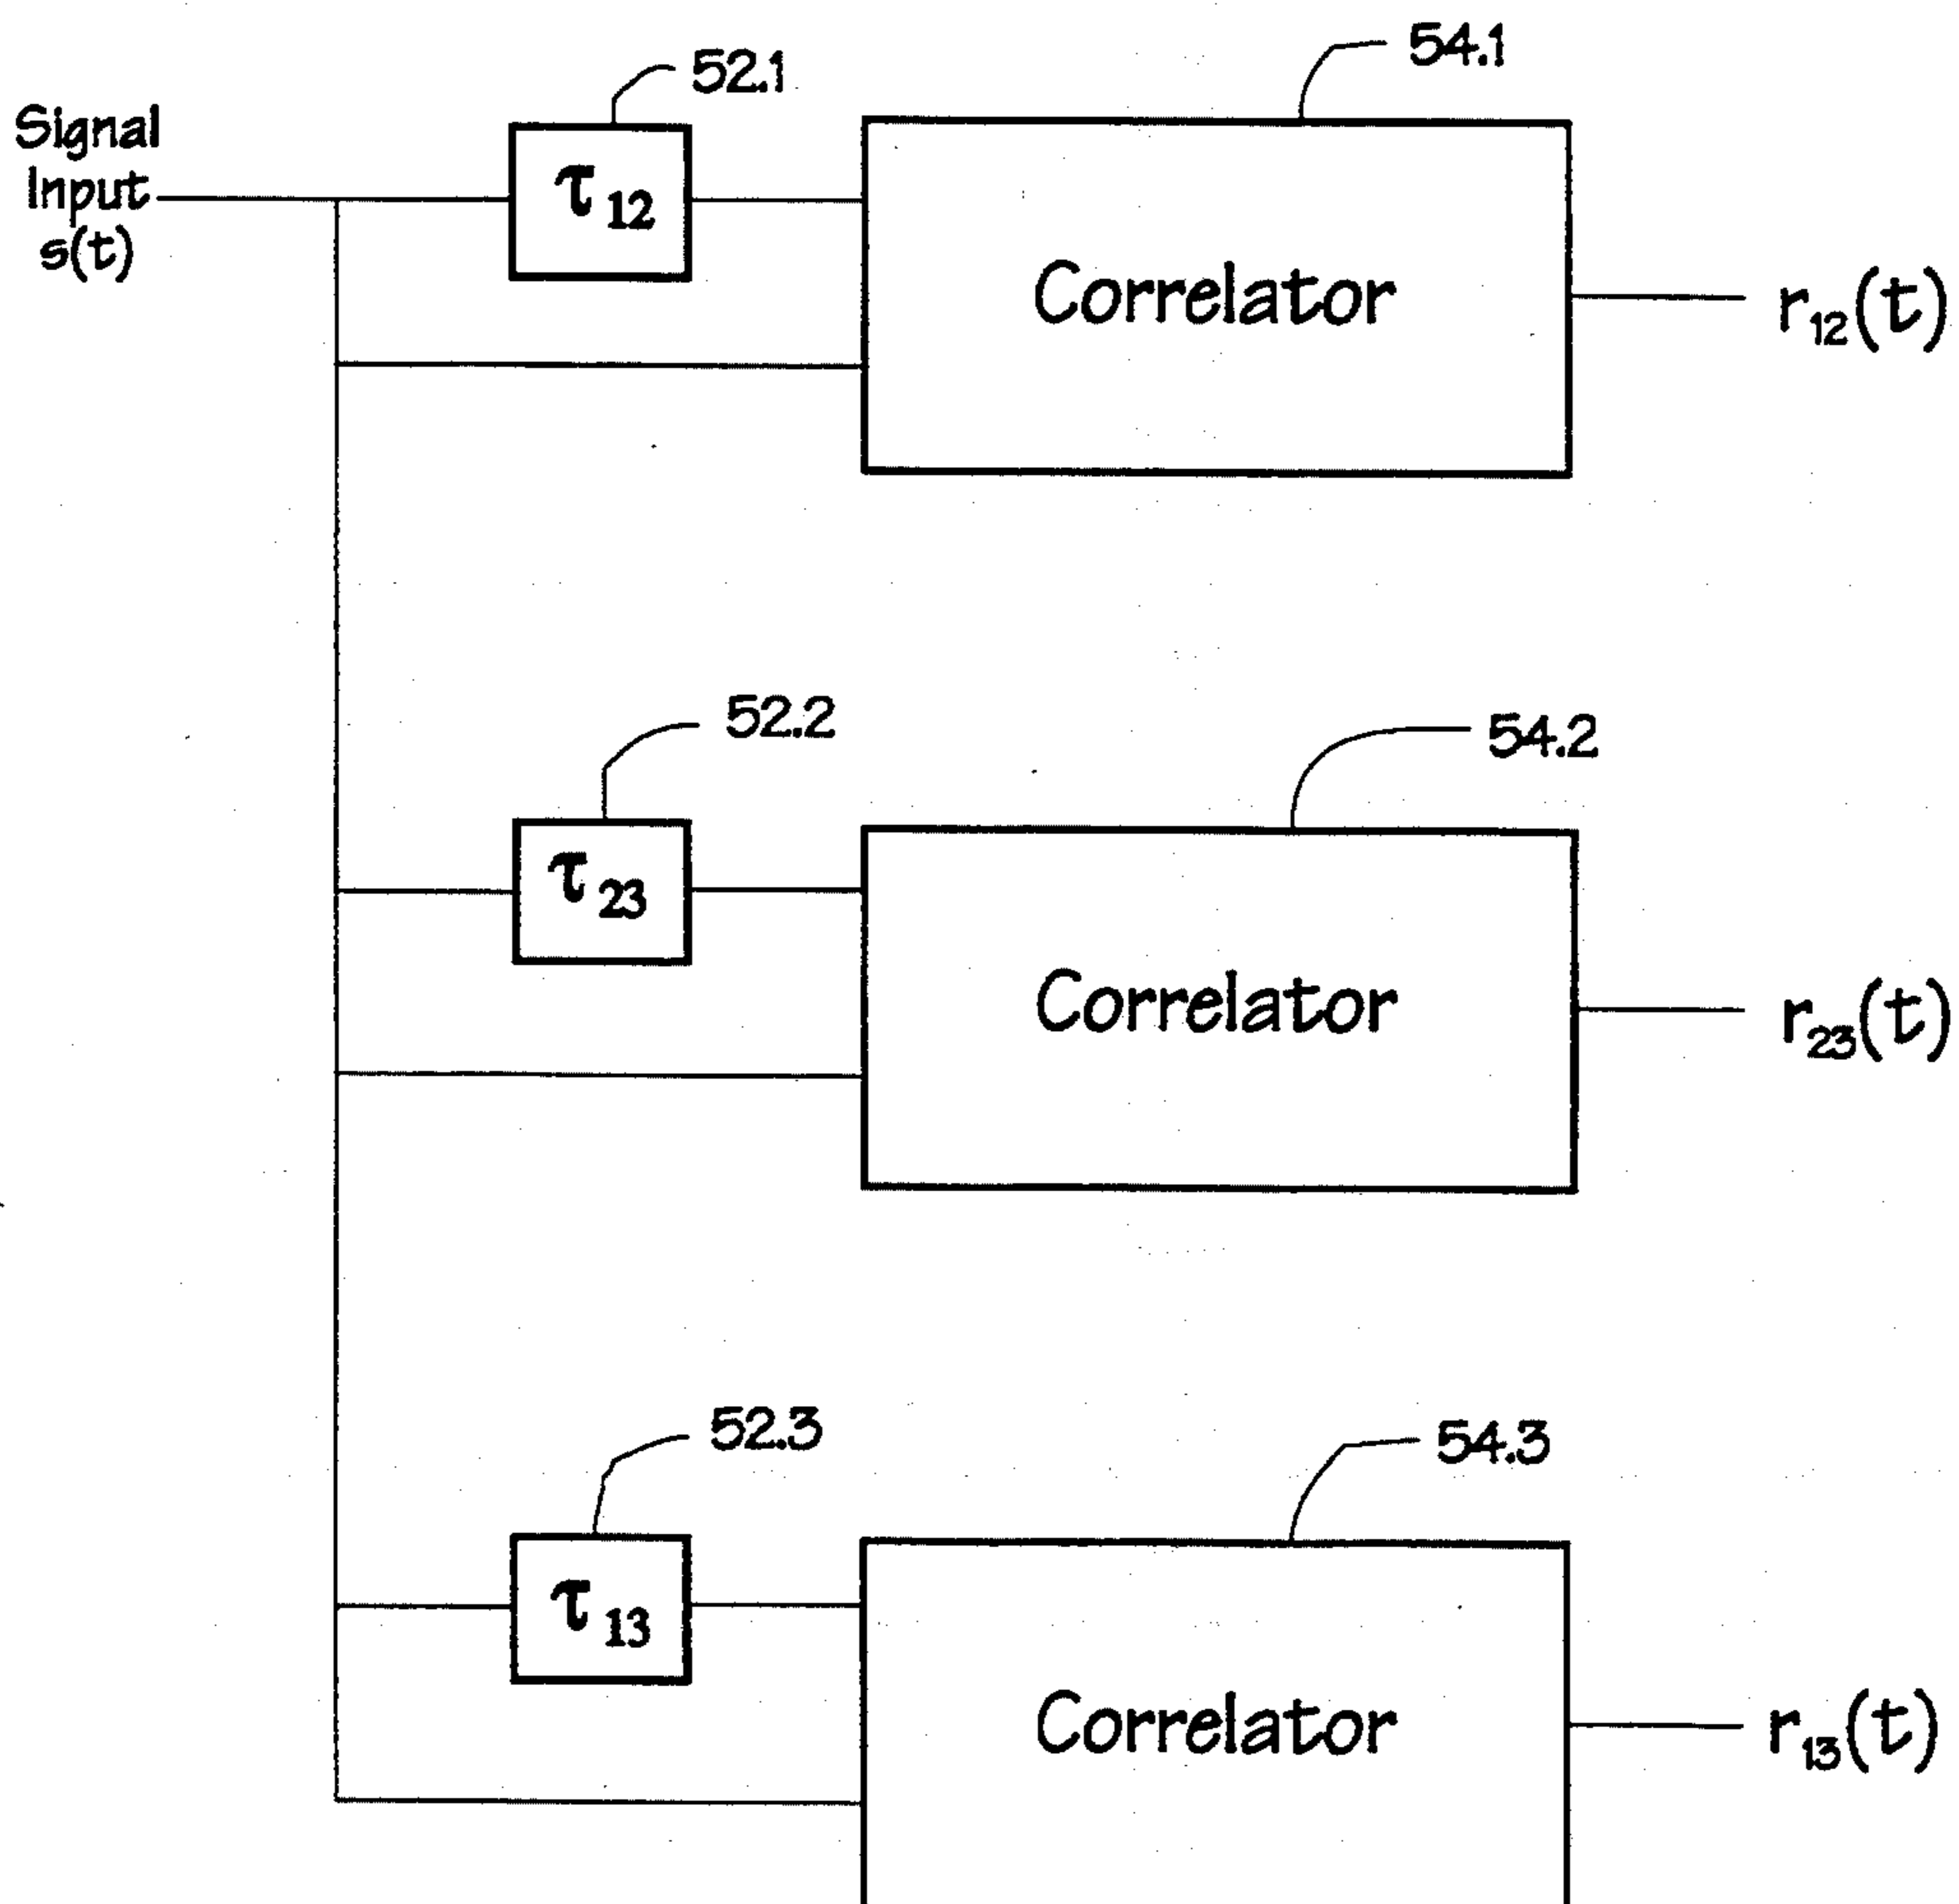 52.1
54.1
Signal
Input
s(t)
τ12
Correlator
r12(t)
52.2
54.2
τ23
Correlator
r23(t)
52.3
54.3
τ13
Correlator
r13(t)